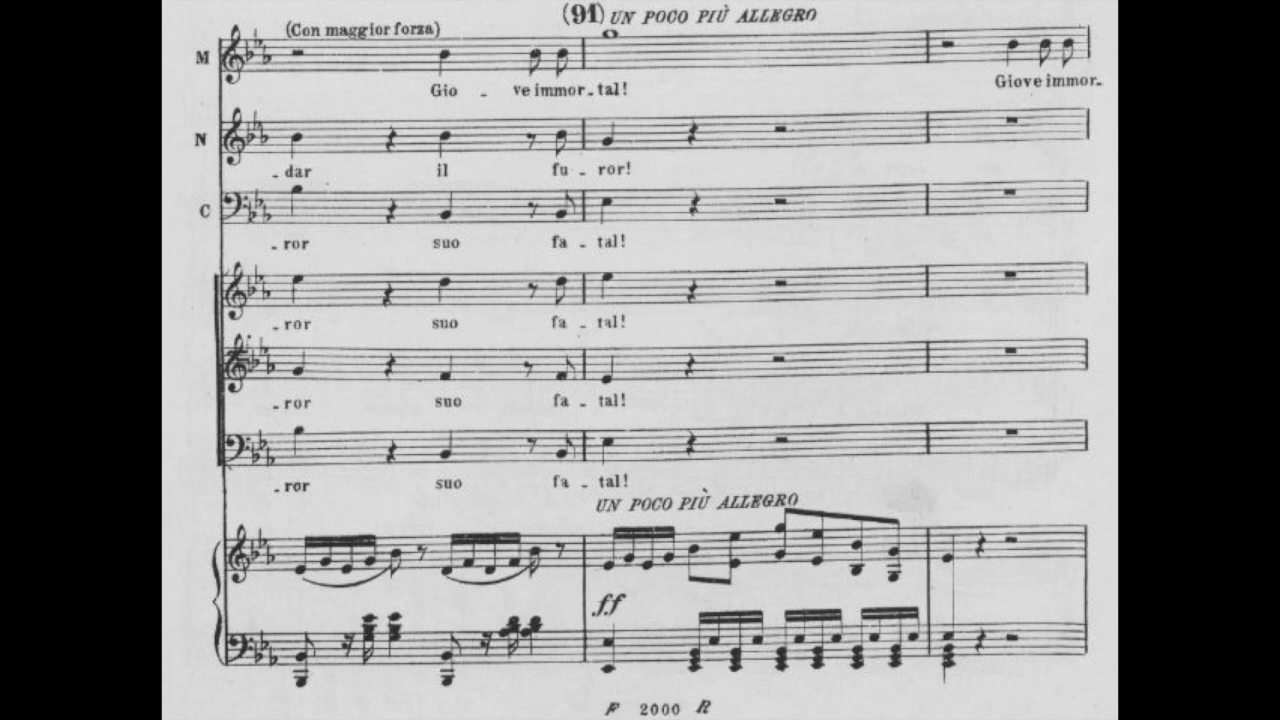 (91) UN POCO PIÙ ALLEGRO
(Con maggior forza)
M
Gio - ve immor - tal! Giove immor -
N
- dar il fu - ror!
C
- ror suo fa - tal!
- ror suo fa - tal!
- ror suo fa - tal!
- ror suo fa - tal!
UN POCO PIÙ ALLEGRO
ff
F 2000 R